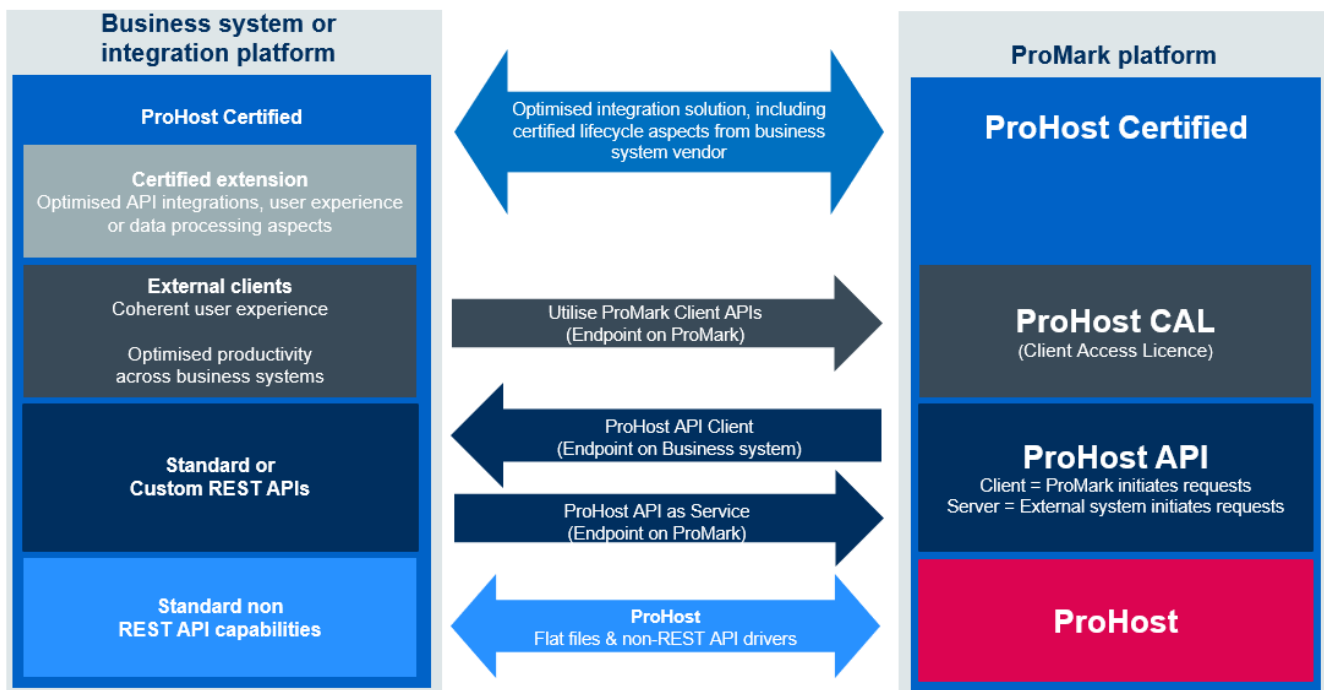 Business system or
integration platform
ProHost Certified
Certified extension
Optimised API integrations, user experience
or data processing aspects
External clients
Coherent user experience
Optimised productivity
across business systems
Standard or
Custom REST APIs
Standard non
REST API capabilities
Optimised integration solution, including
certified lifecycle aspects from business
system vendor
Utilise ProMark Client APIs
(Endpoint on ProMark)
ProHost API Client
(Endpoint on Business system)
ProHost API as Service
(Endpoint on ProMark)
ProHost
Flat files & non-REST API drivers
ProMark platform
ProHost Certified
ProHost CAL
(Client Access Licence)
ProHost API
Client = ProMark initiates requests
Server = External system initiates requests
ProHost